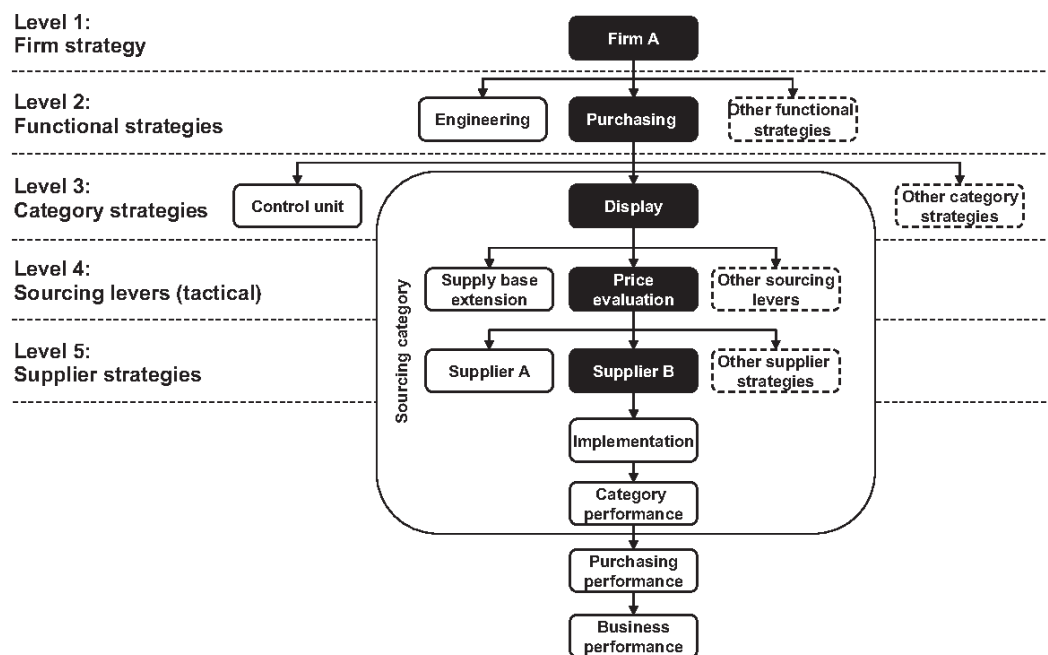 Level 1:
Firm strategy
Firm A
Level 2:
Functional strategies
Engineering
Purchasing
Other functional
strategies
Level 3:
Category strategies
Control unit
Display
Other category
strategies
Level 4:
Sourcing levers (tactical)
Supply base
extension
Price
evaluation
Other sourcing
levers
Level 5:
Supplier strategies
Supplier A
Supplier B
Other supplier
strategies
Sourcing category
Implementation
Category
performance
Purchasing
performance
Business
performance